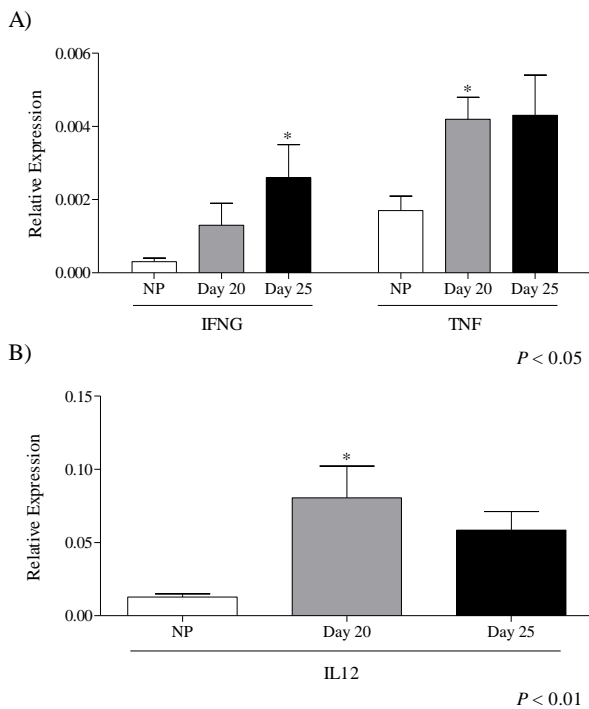 A)
0.006
0.004
0.002
0.000
Relative Expression
*
*
NP Day 20 Day 25 NP Day 20 Day 25
IFNG TNF
P < 0.05
B)
0.15
0.10
0.05
0.00
Relative Expression
*
NP Day 20 Day 25
IL12
P < 0.01